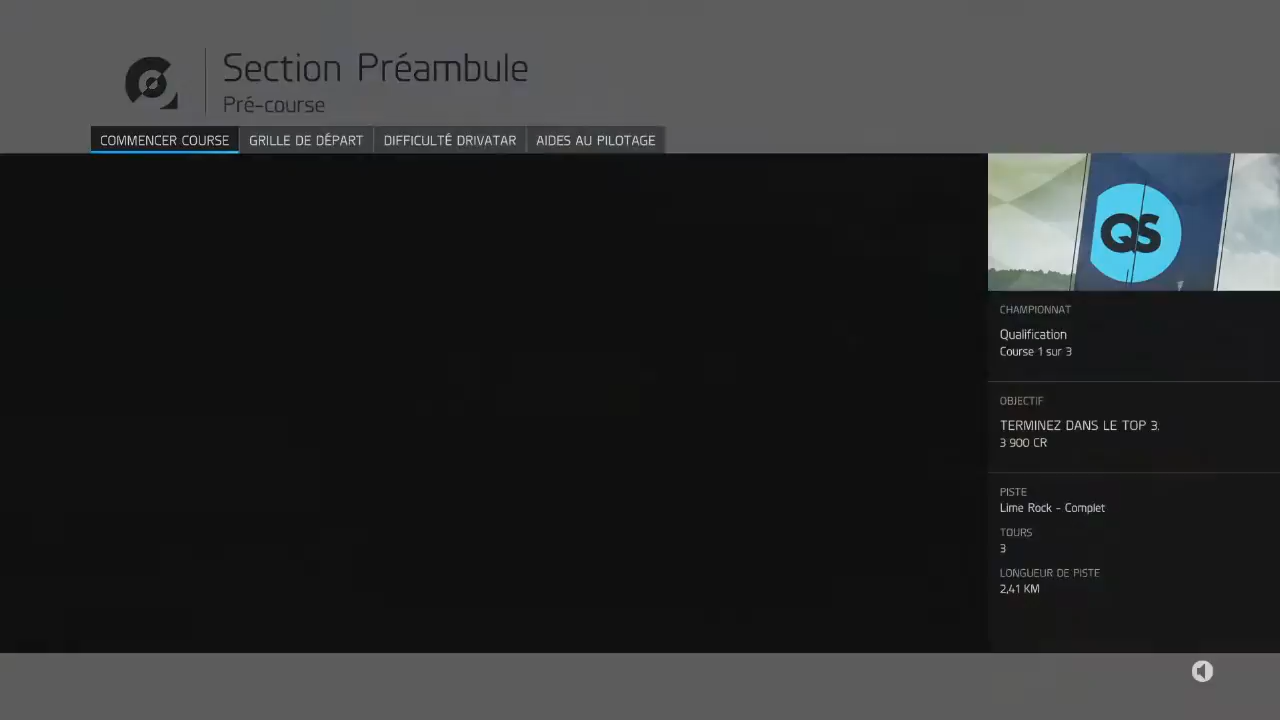 Section Préambule
Pré-course
COMMENCER COURSE
GRILLE DE DÉPART
DIFFICULTÉ DRIVATAR
AIDES AU PILOTAGE
QS
CHAMPIONNAT
Qualification
Course 1 sur 3
OBJECTIF
TERMINEZ DANS LE TOP 3.
3 900 CR
PISTE
Lime Rock - Complet
TOURS
3
LONGUEUR DE PISTE
2,41 KM